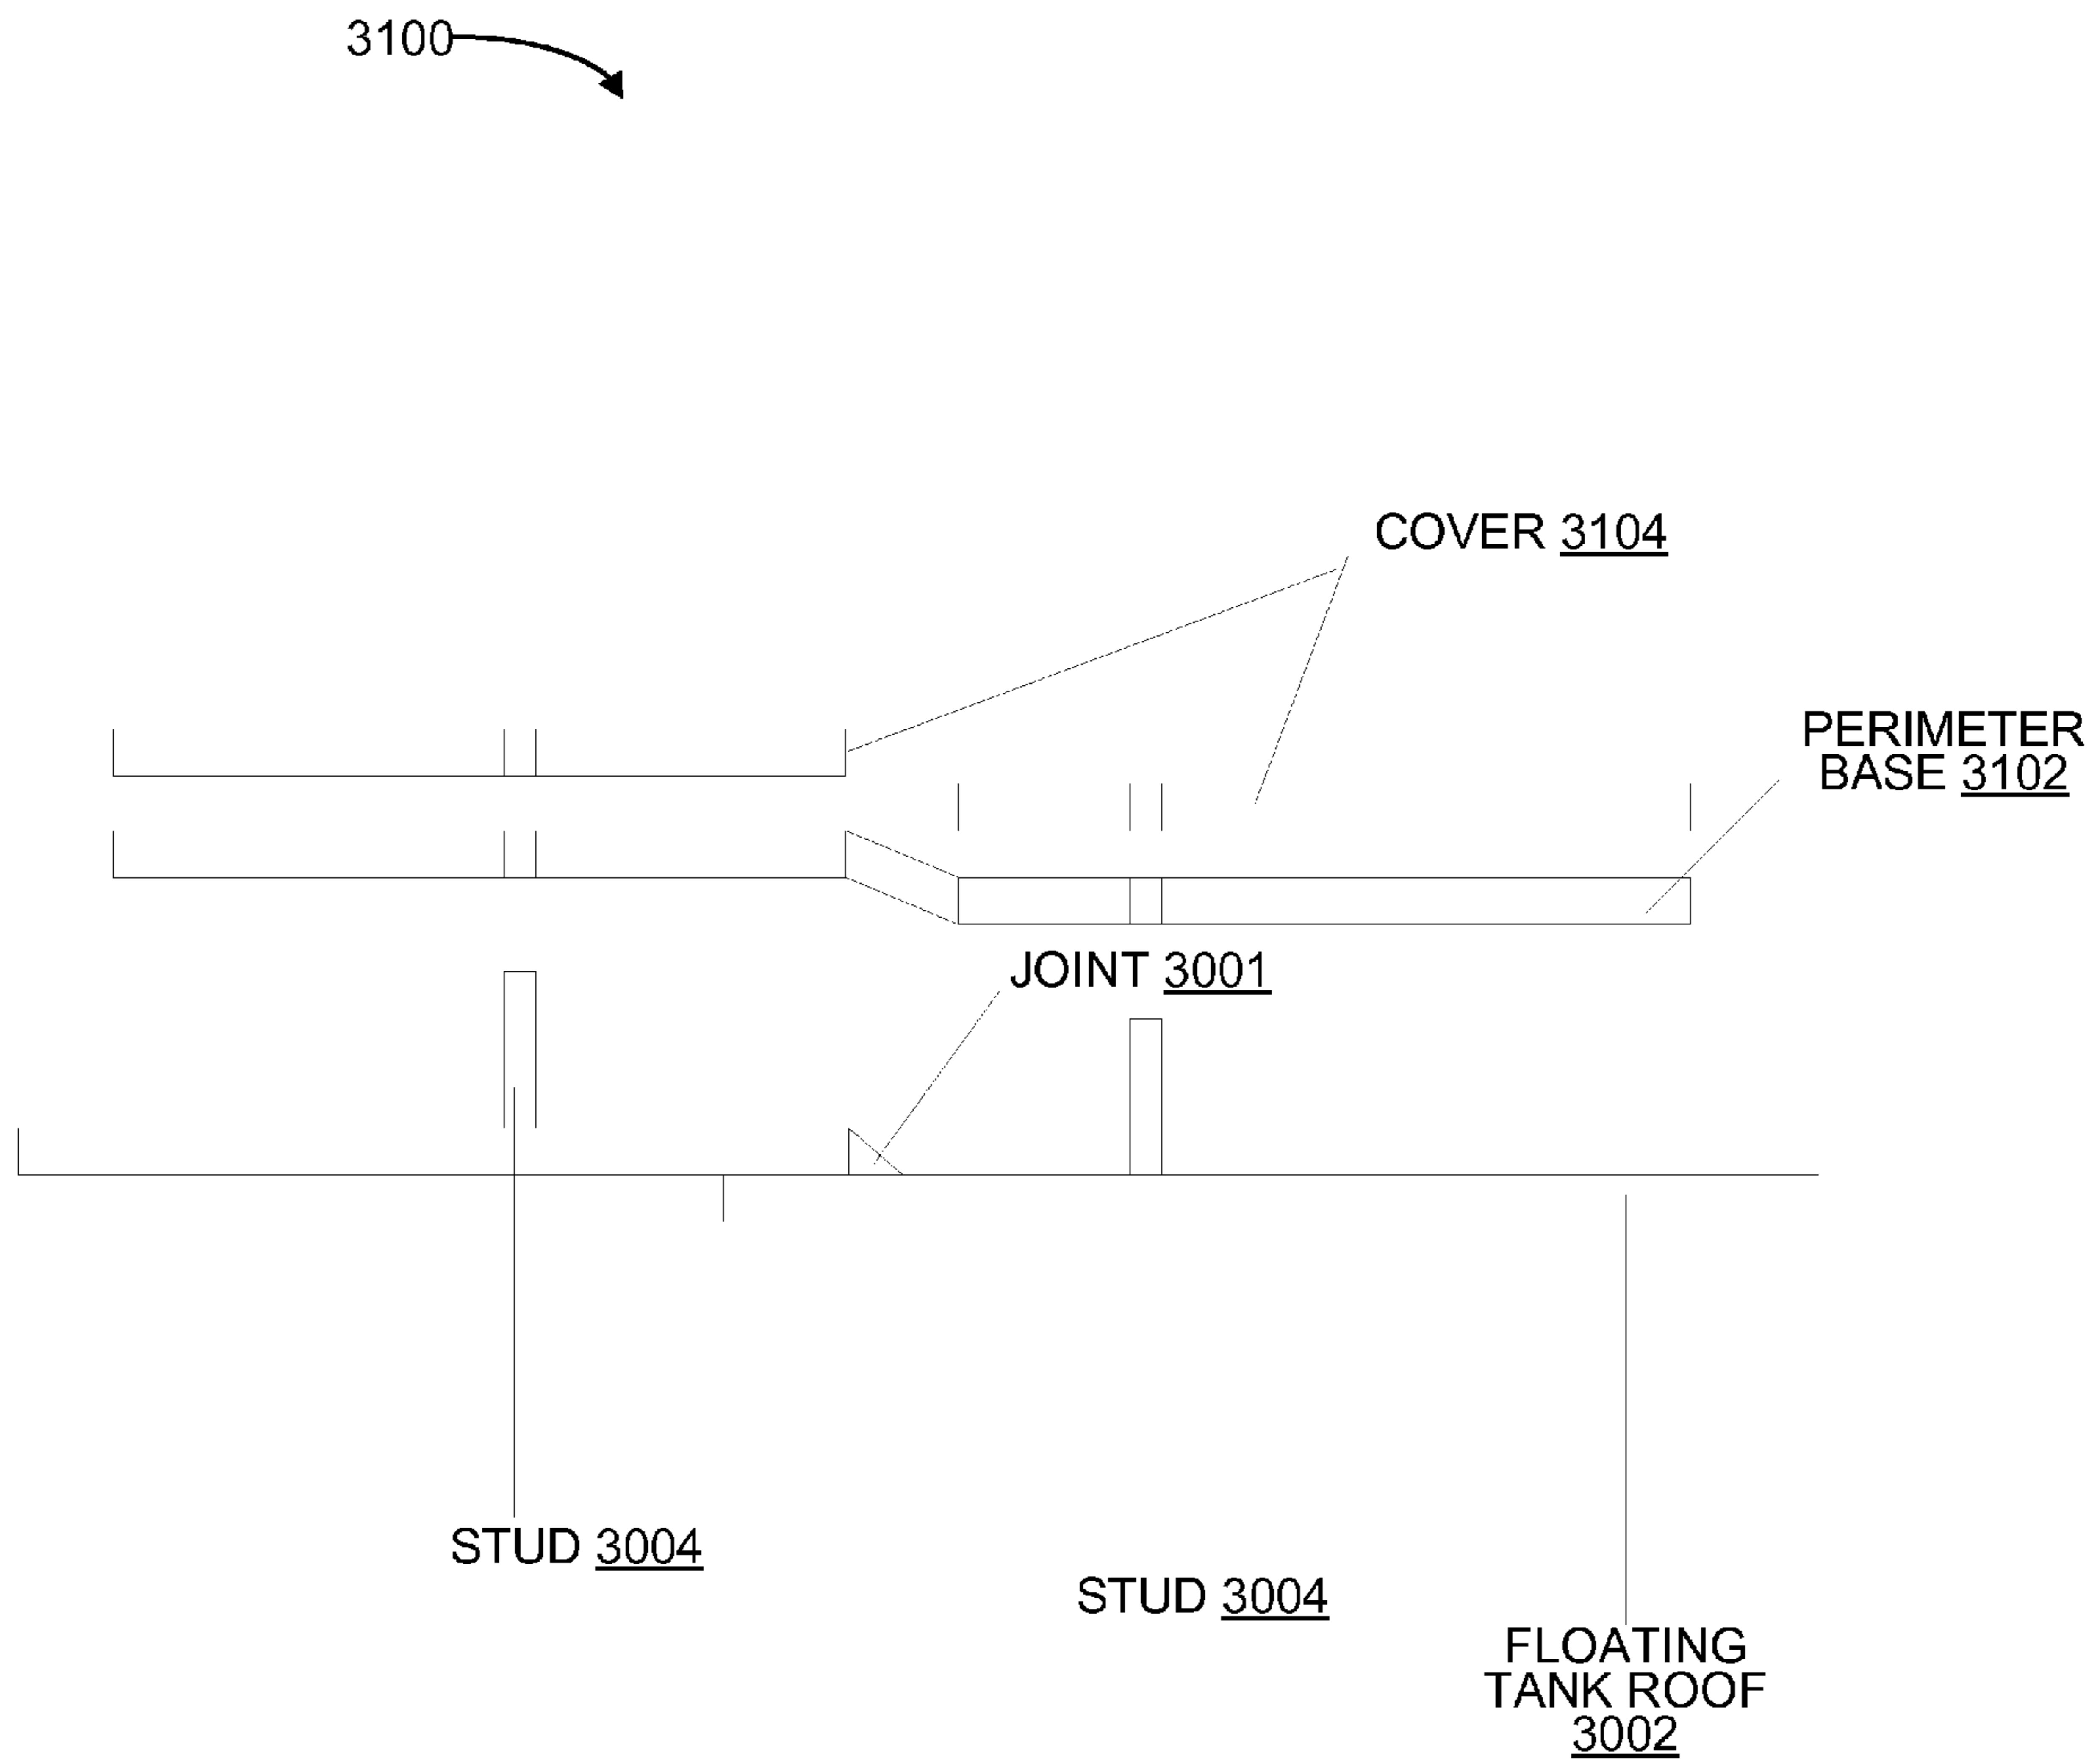 3100
COVER 3104
PERIMETER
BASE 3102
JOINT 3001
STUD 3004
STUD 3004
FLOATING
TANK ROOF
3002